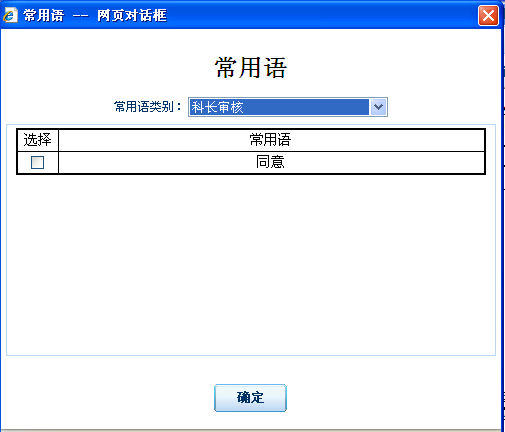 常用语 -- 网页对话框
常用语
常用语类别： 科长审核
选择 常用语
同意
确定